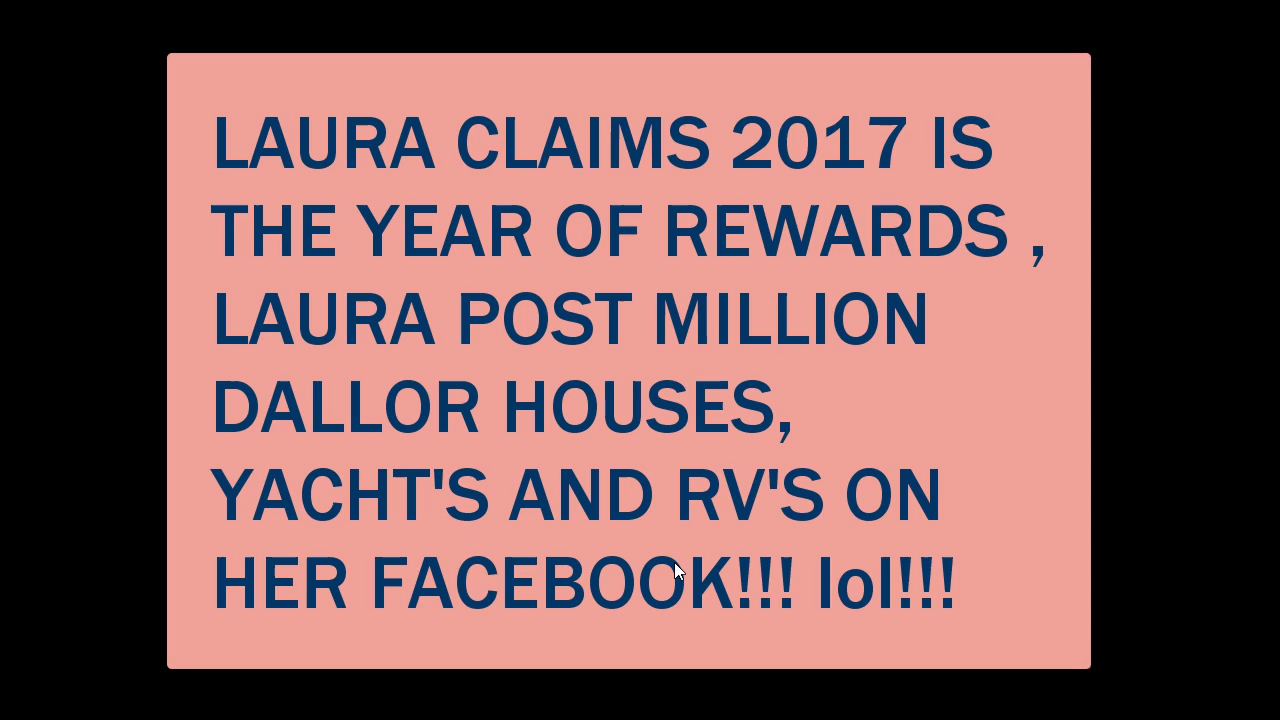 LAURA CLAIMS 2017 IS
THE YEAR OF REWARDS ,
LAURA POST MILLION
DALLOR HOUSES,
YACHT'S AND RV'S ON
HER FACEBOOK!!! lol!!!